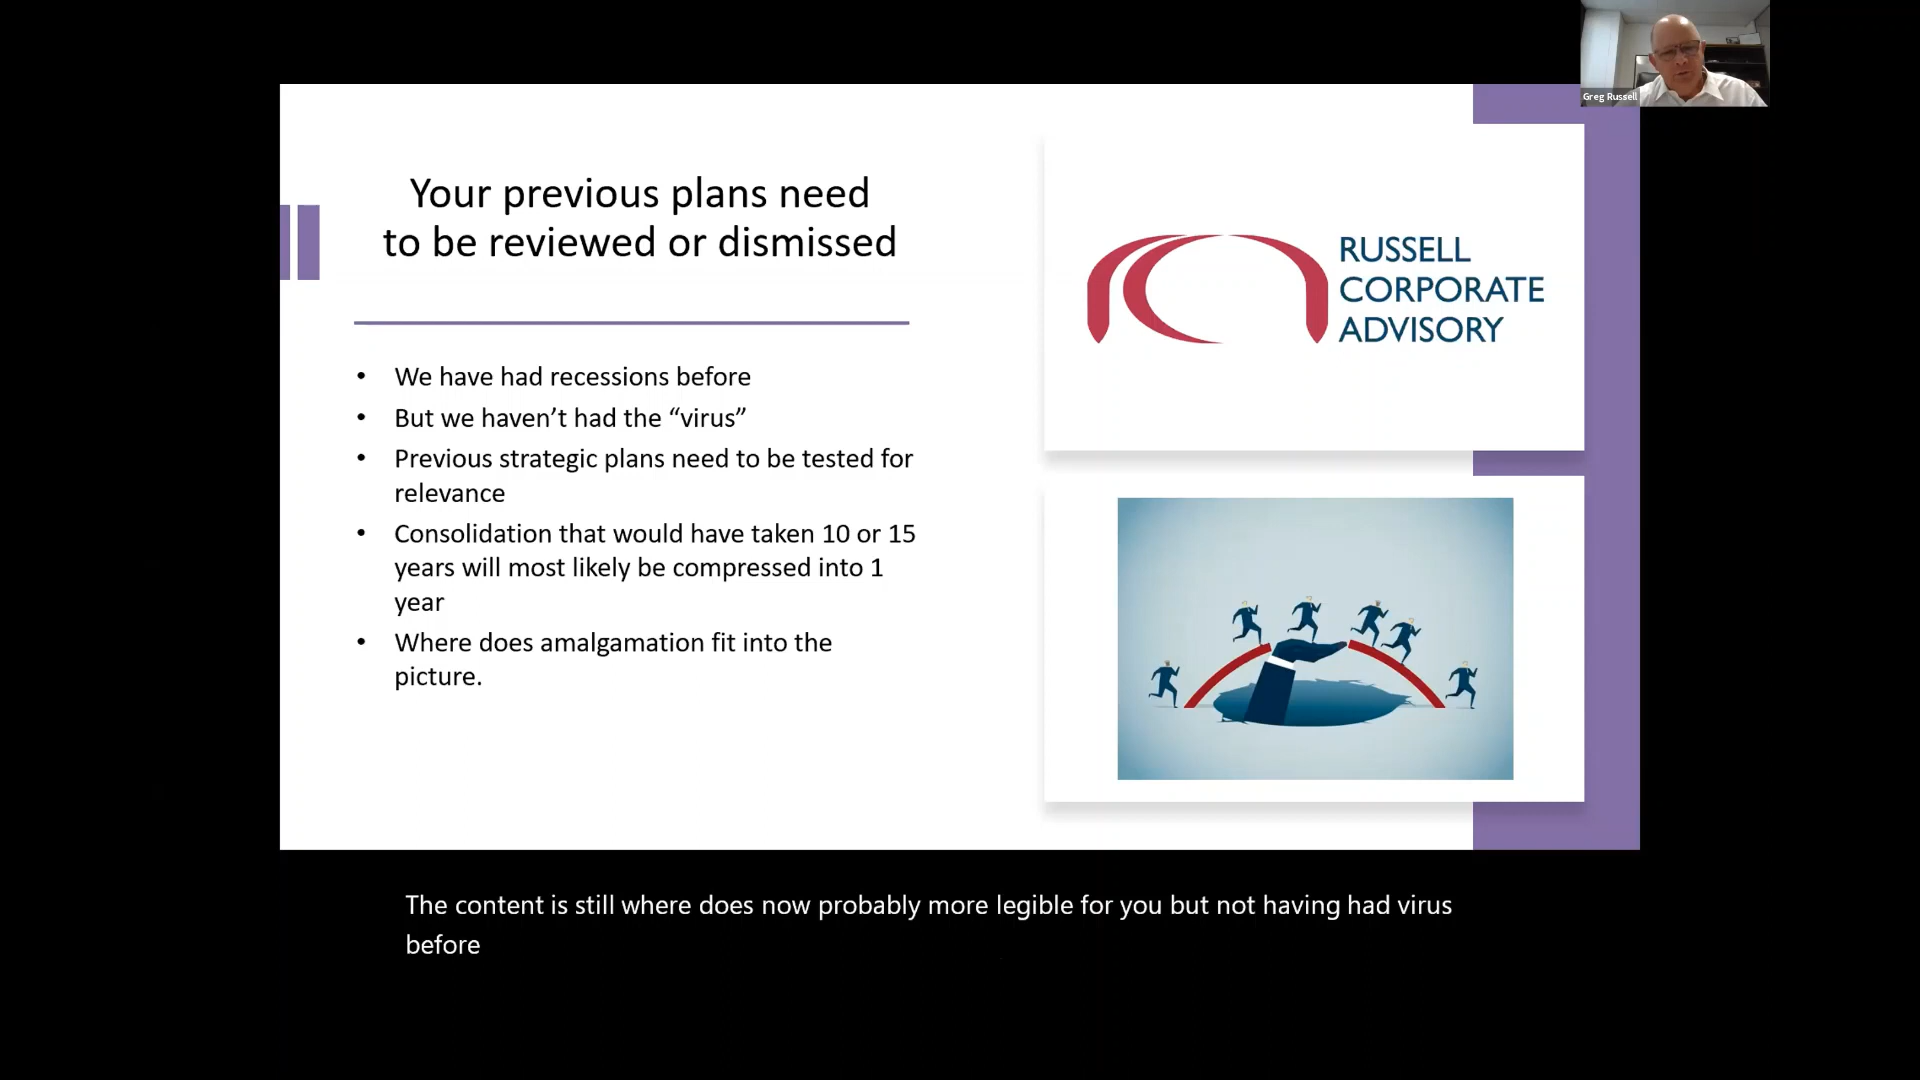 Greg Russell
Your previous plans need
to be reviewed or dismissed
• We have had recessions before
• But we haven’t had the “virus”
• Previous strategic plans need to be tested for
relevance
• Consolidation that would have taken 10 or 15
years will most likely be compressed into 1
year
• Where does amalgamation fit into the
picture.
RUSSELL
CORPORATE
ADVISORY
The content is still where does now probably more legible for you but not having had virus
before